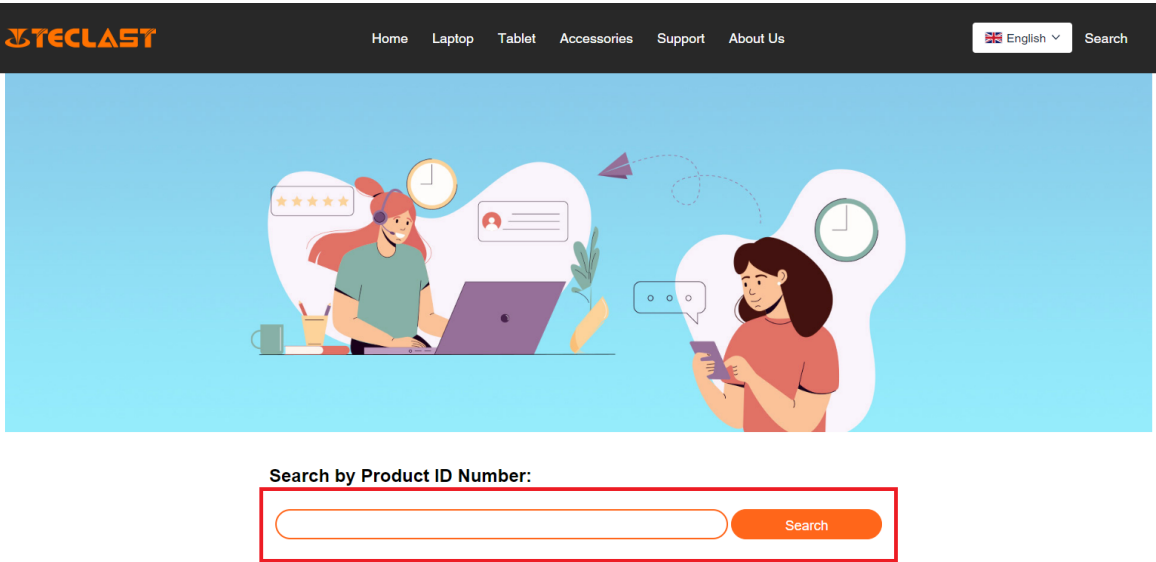 TECLAST
Home Laptop Tablet Accessories Support About Us English Search
Search by Product ID Number:
Search